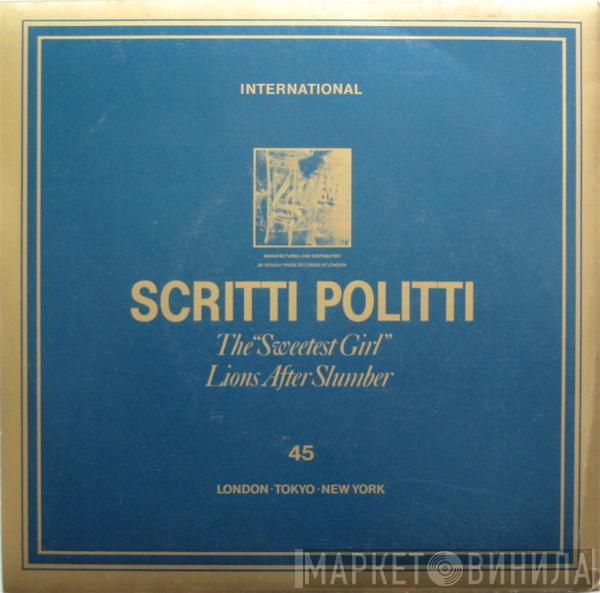 INTERNATIONAL
MANUFACTURED AND DISTRIBUTED
BY ROUGH TRADE RECORDS OF LONDON
SCRITTI POLITTI
The "Sweetest Girl"
Lions After Slumber
45
LONDON · TOKYO · NEW YORK
МАРКЕТ ВИНИЛА